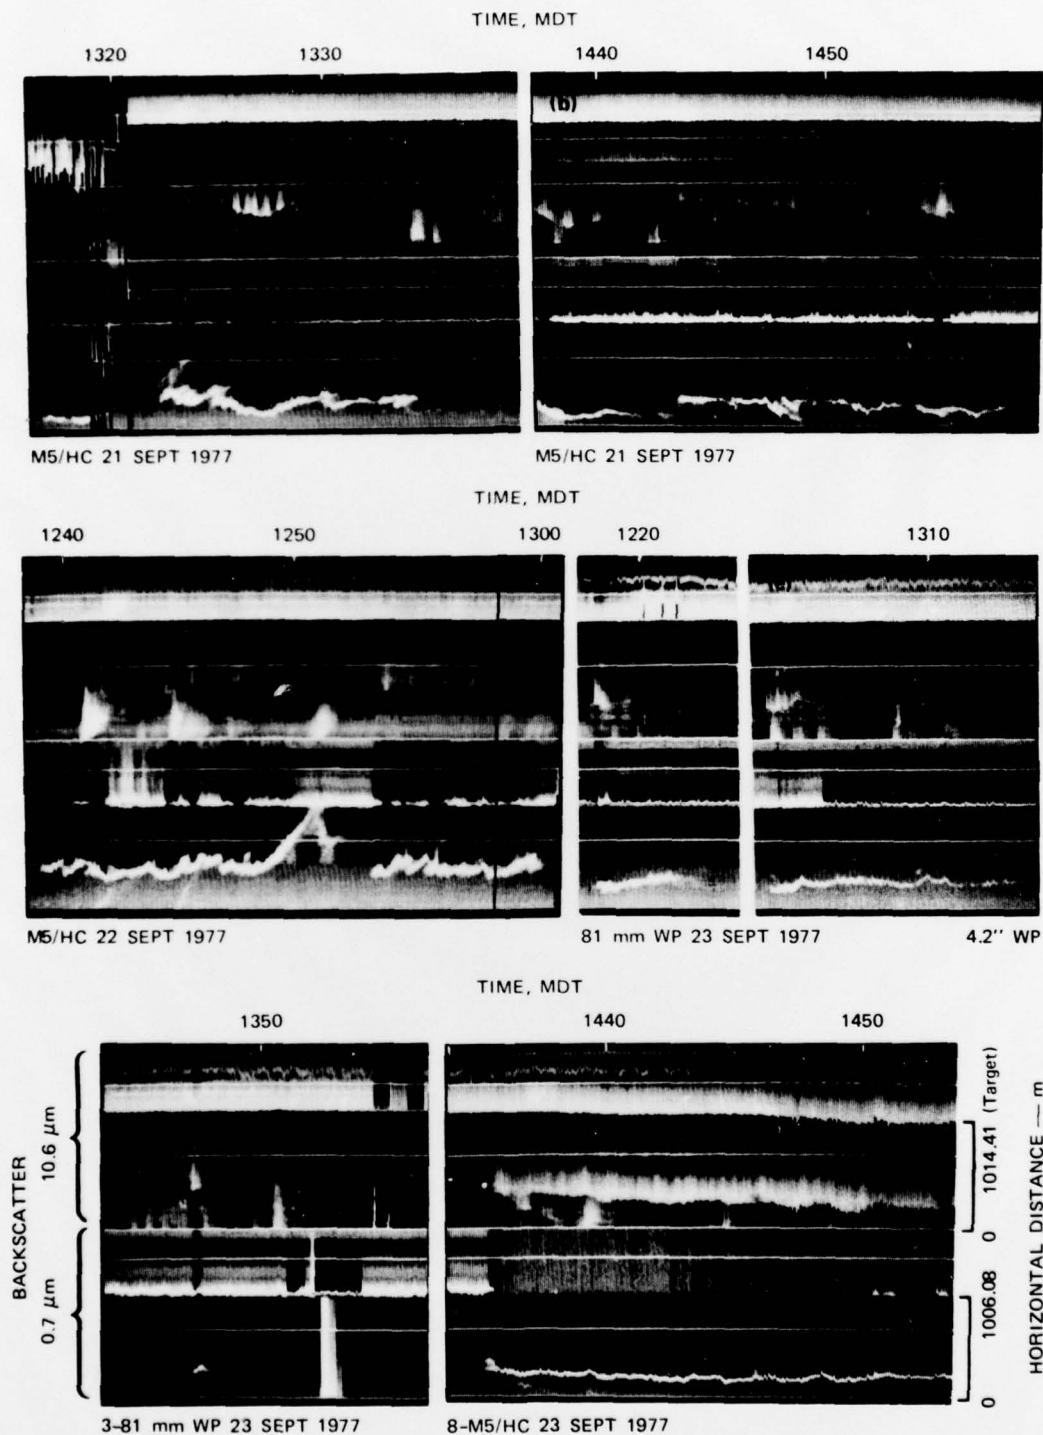 TIME, MDT
1320 1330 1440 1450
(b)
M5/HC 21 SEPT 1977 M5/HC 21 SEPT 1977
TIME, MDT
1240 1250 1300 1220 1310
M5/HC 22 SEPT 1977 81 mm WP 23 SEPT 1977 4.2" WP
TIME, MDT
1350 1440 1450
BACKSCATTER
10.6 µm
0.7 µm
1014.41 (Target)
0
1006.08
0
HORIZONTAL DISTANCE — m
3-81 mm WP 23 SEPT 1977 8-M5/HC 23 SEPT 1977